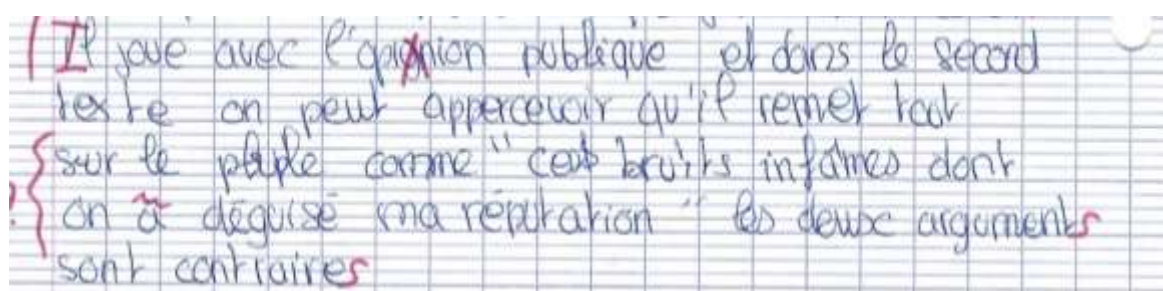 Il joue avec l'opinion publique et dans le second
texte on peut appercevoir qu'il remet tout
sur le peuple comme " ces bruits infâmes dont
on a déguisé ma réputation " les deux arguments
sont contraires